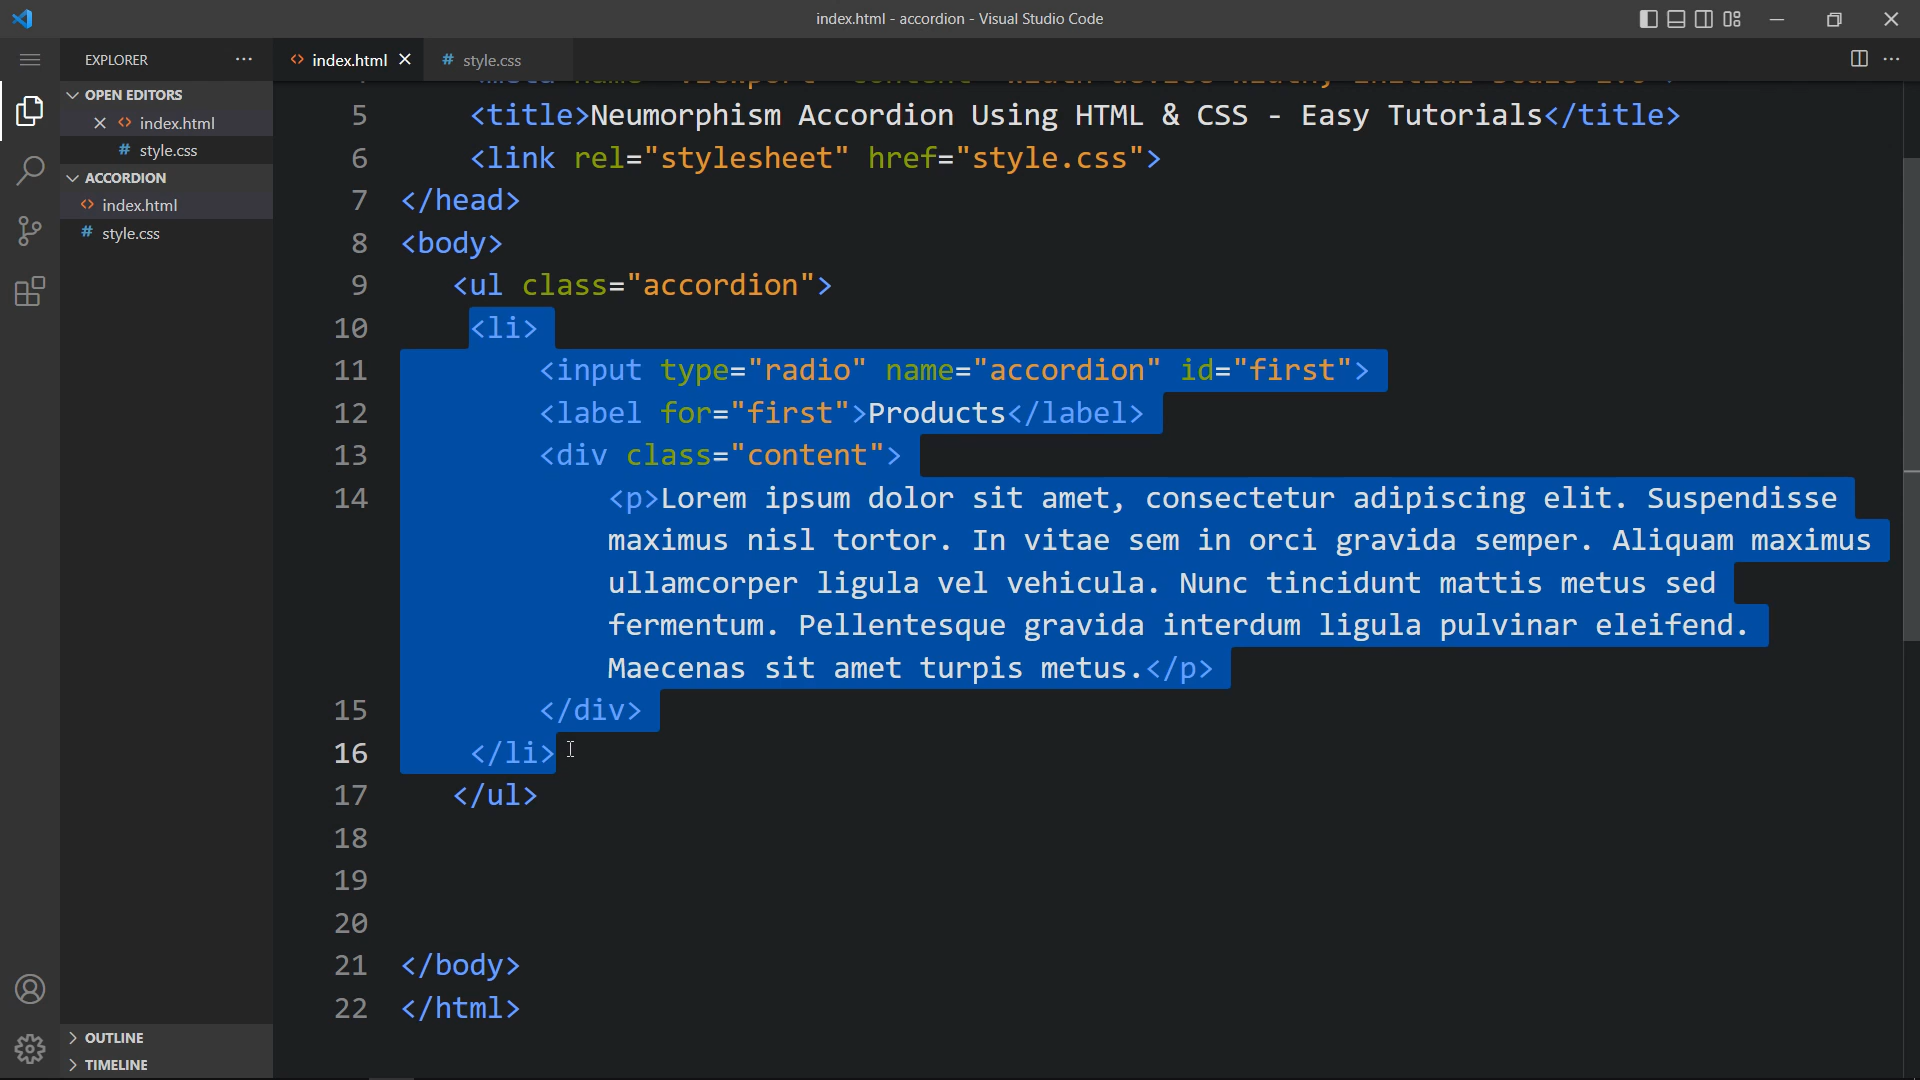 index.html - accordion - Visual Studio Code
EXPLORER
OPEN EDITORS
index.html
style.css
ACCORDION
index.html
style.css
OUTLINE
TIMELINE
index.html
style.css
5 <title>Neumorphism Accordion Using HTML & CSS - Easy Tutorials</title>
6 <link rel="stylesheet" href="style.css">
7 </head>
8 <body>
9 <ul class="accordion">
10 <li>
11 <input type="radio" name="accordion" id="first">
12 <label for="first">Products</label>
13 <div class="content">
14 <p>Lorem ipsum dolor sit amet, consectetur adipiscing elit. Suspendisse
maximus nisl tortor. In vitae sem in orci gravida semper. Aliquam maximus
ullamcorper ligula vel vehicula. Nunc tincidunt mattis metus sed
fermentum. Pellentesque gravida interdum ligula pulvinar eleifend.
Maecenas sit amet turpis metus.</p>
15 </div>
16 </li>
17 </ul>
18
19
20
21 </body>
22 </html>